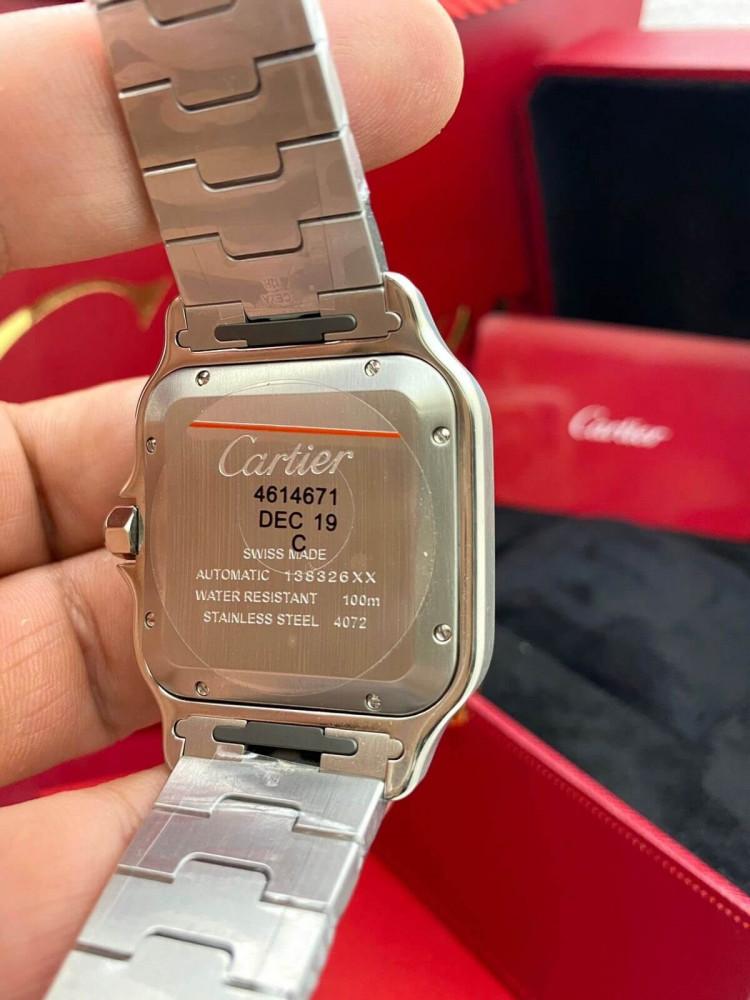 Cartier
4614671
DEC 19
C
SWISS MADE
AUTOMATIC 138326XX
WATER RESISTANT 100m
STAINLESS STEEL 4072
Cartier